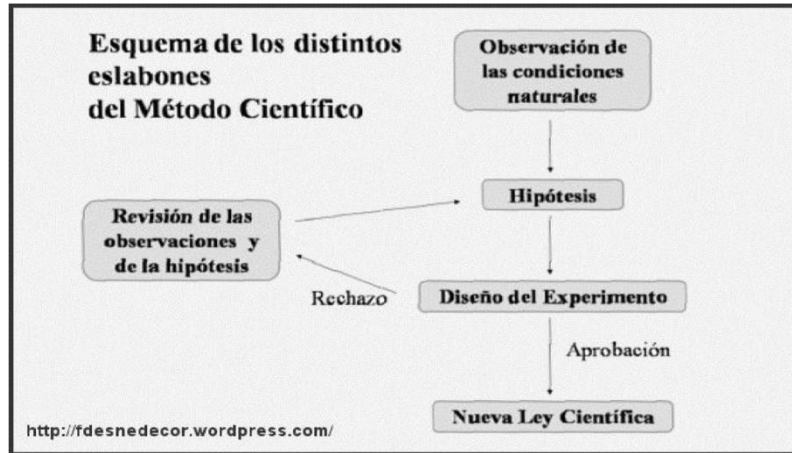 Esquema de los distintos
eslabones
del Método Científico
Observación de
las condiciones
naturales
Hipótesis
Revisión de las
observaciones y
de la hipótesis
Rechazo
Diseño del Experimento
Aprobación
Nueva Ley Científica
http://fdesnedecor.wordpress.com/